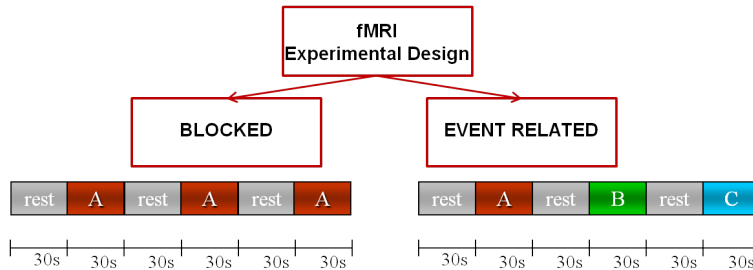 fMRI
Experimental Design
BLOCKED
EVENT RELATED
rest A rest A rest A
rest A rest B rest C
30s 30s 30s 30s 30s 30s
30s 30s 30s 30s 30s 30s